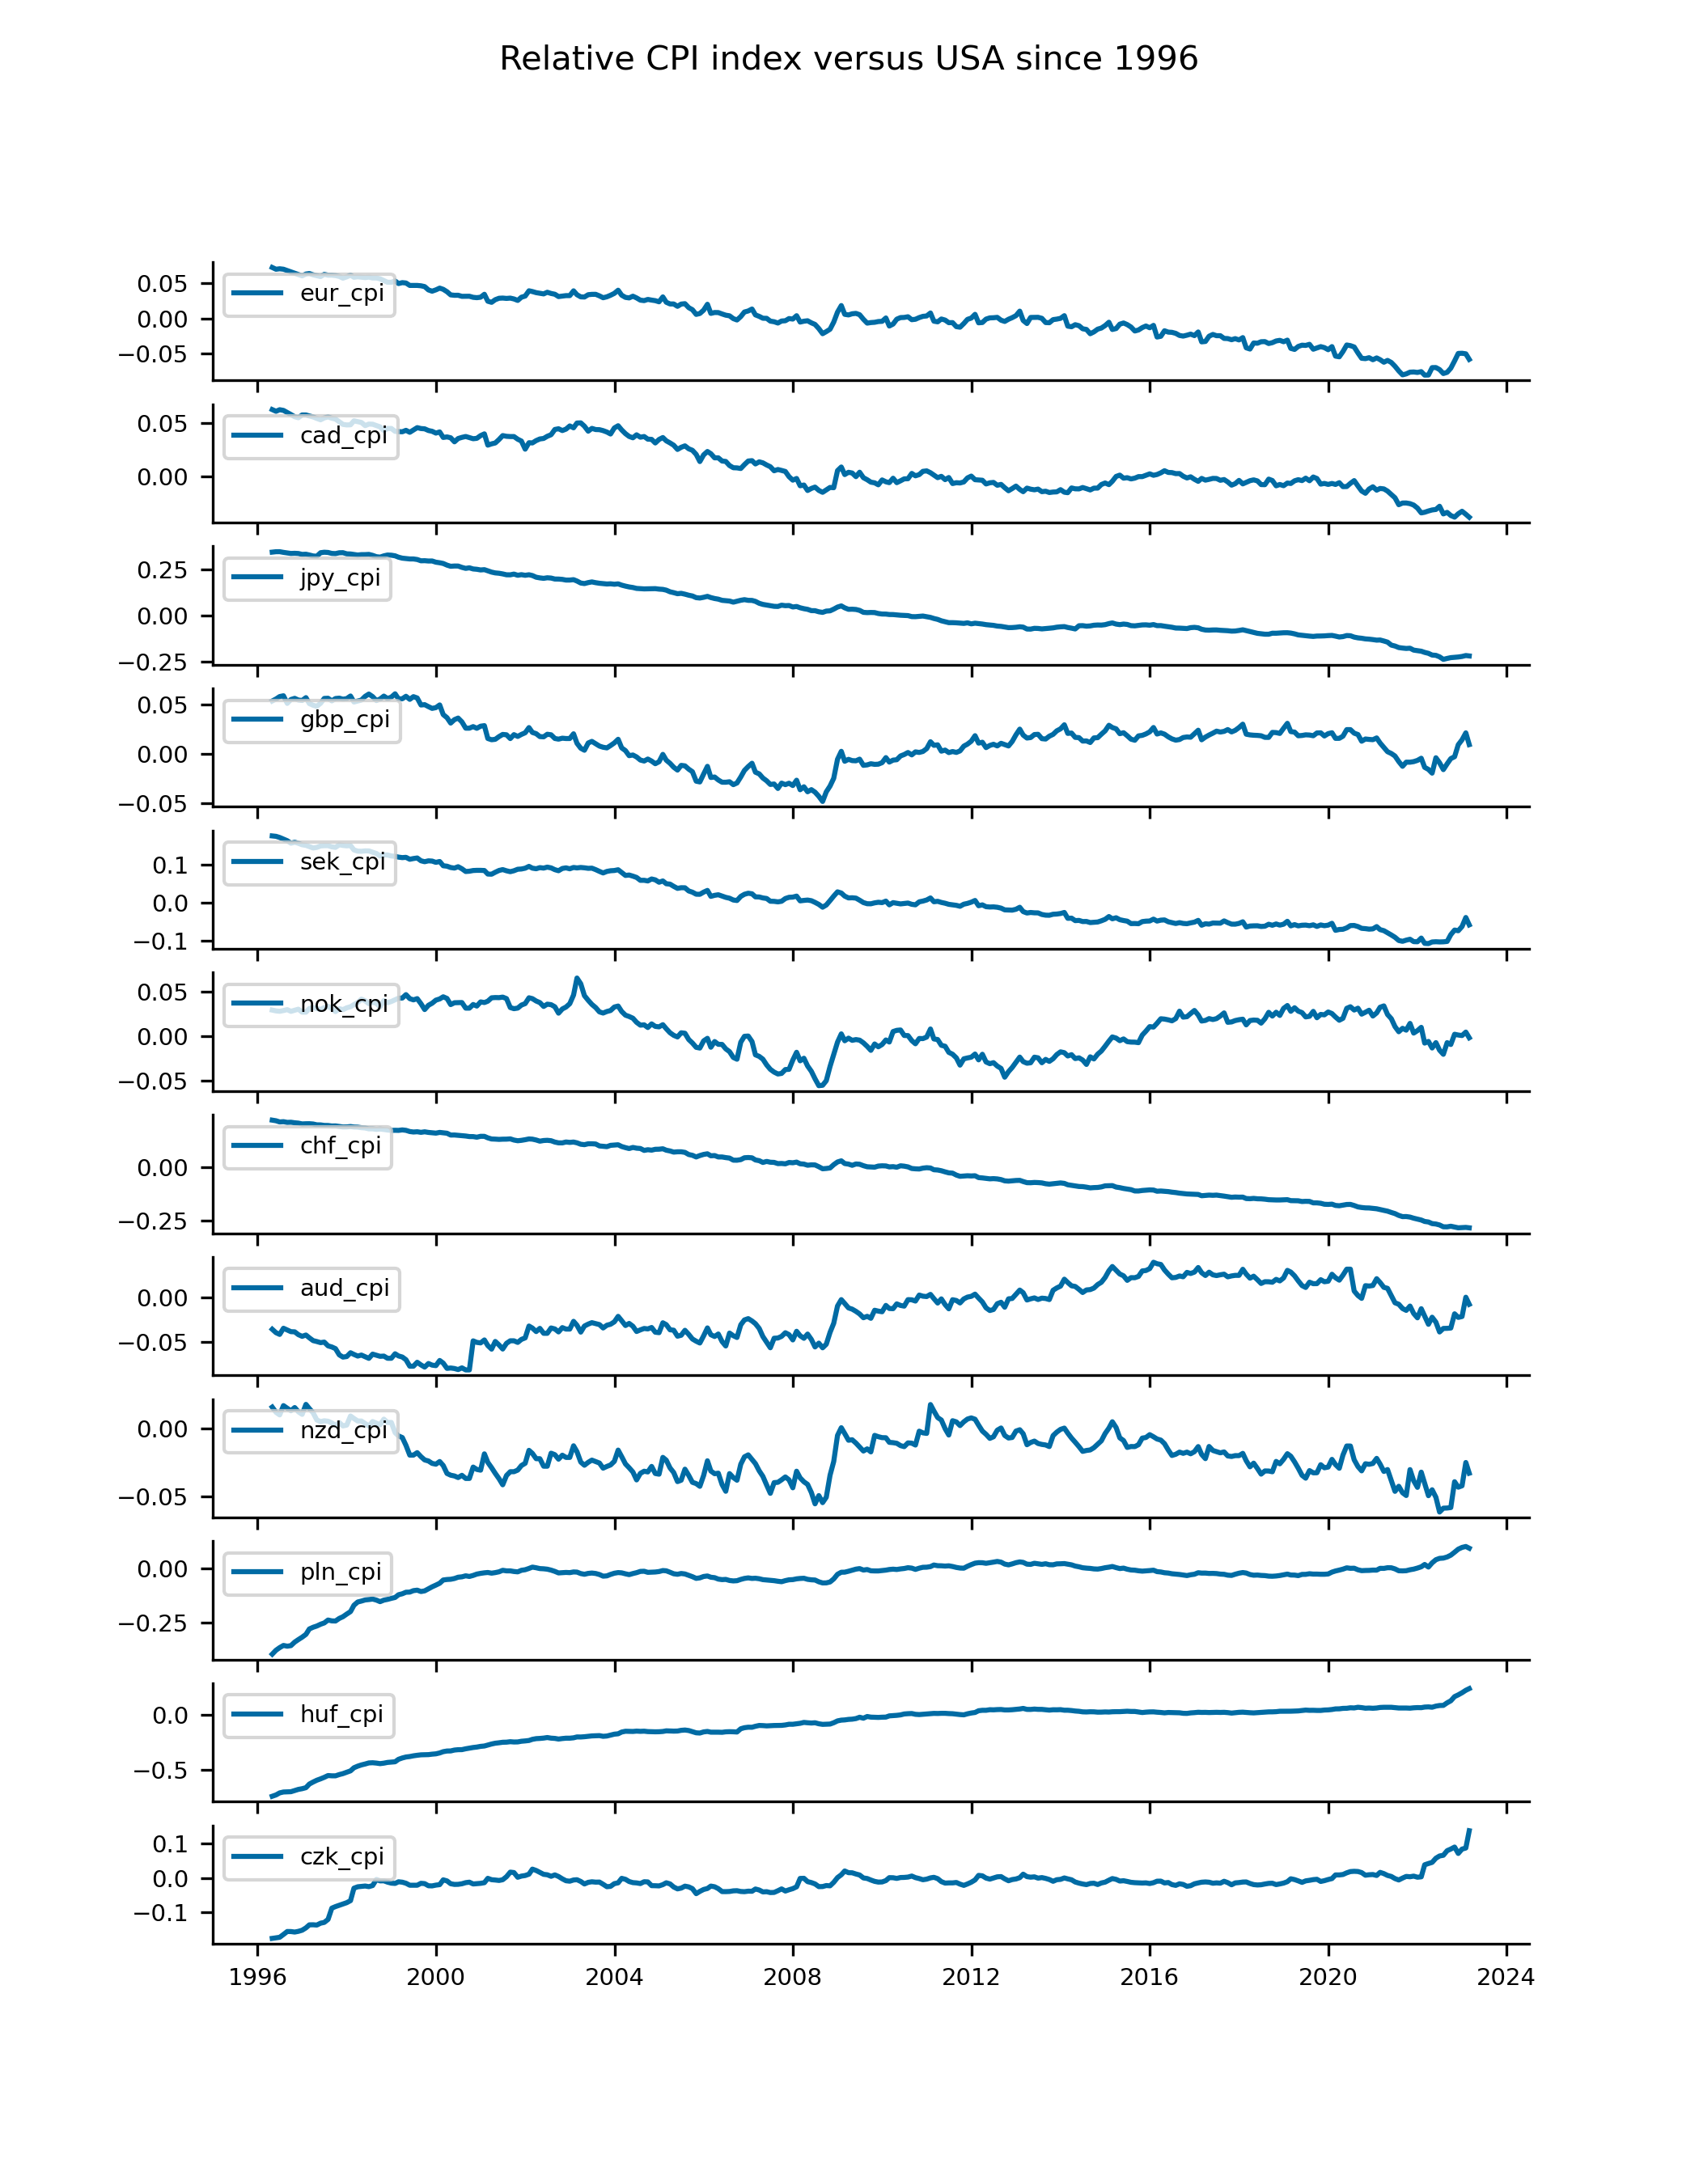 Relative CPI index versus USA since 1996
0.05
0.00
−0.05
eur_cpi
0.05
0.00
cad_cpi
0.25
0.00
−0.25
jpy_cpi
0.05
0.00
−0.05
gbp_cpi
0.1
0.0
−0.1
sek_cpi
0.05
0.00
−0.05
nok_cpi
0.00
−0.25
chf_cpi
0.00
−0.05
aud_cpi
0.00
−0.05
nzd_cpi
0.00
−0.25
pln_cpi
0.0
−0.5
huf_cpi
0.1
0.0
−0.1
czk_cpi
1996 2000 2004 2008 2012 2016 2020 2024